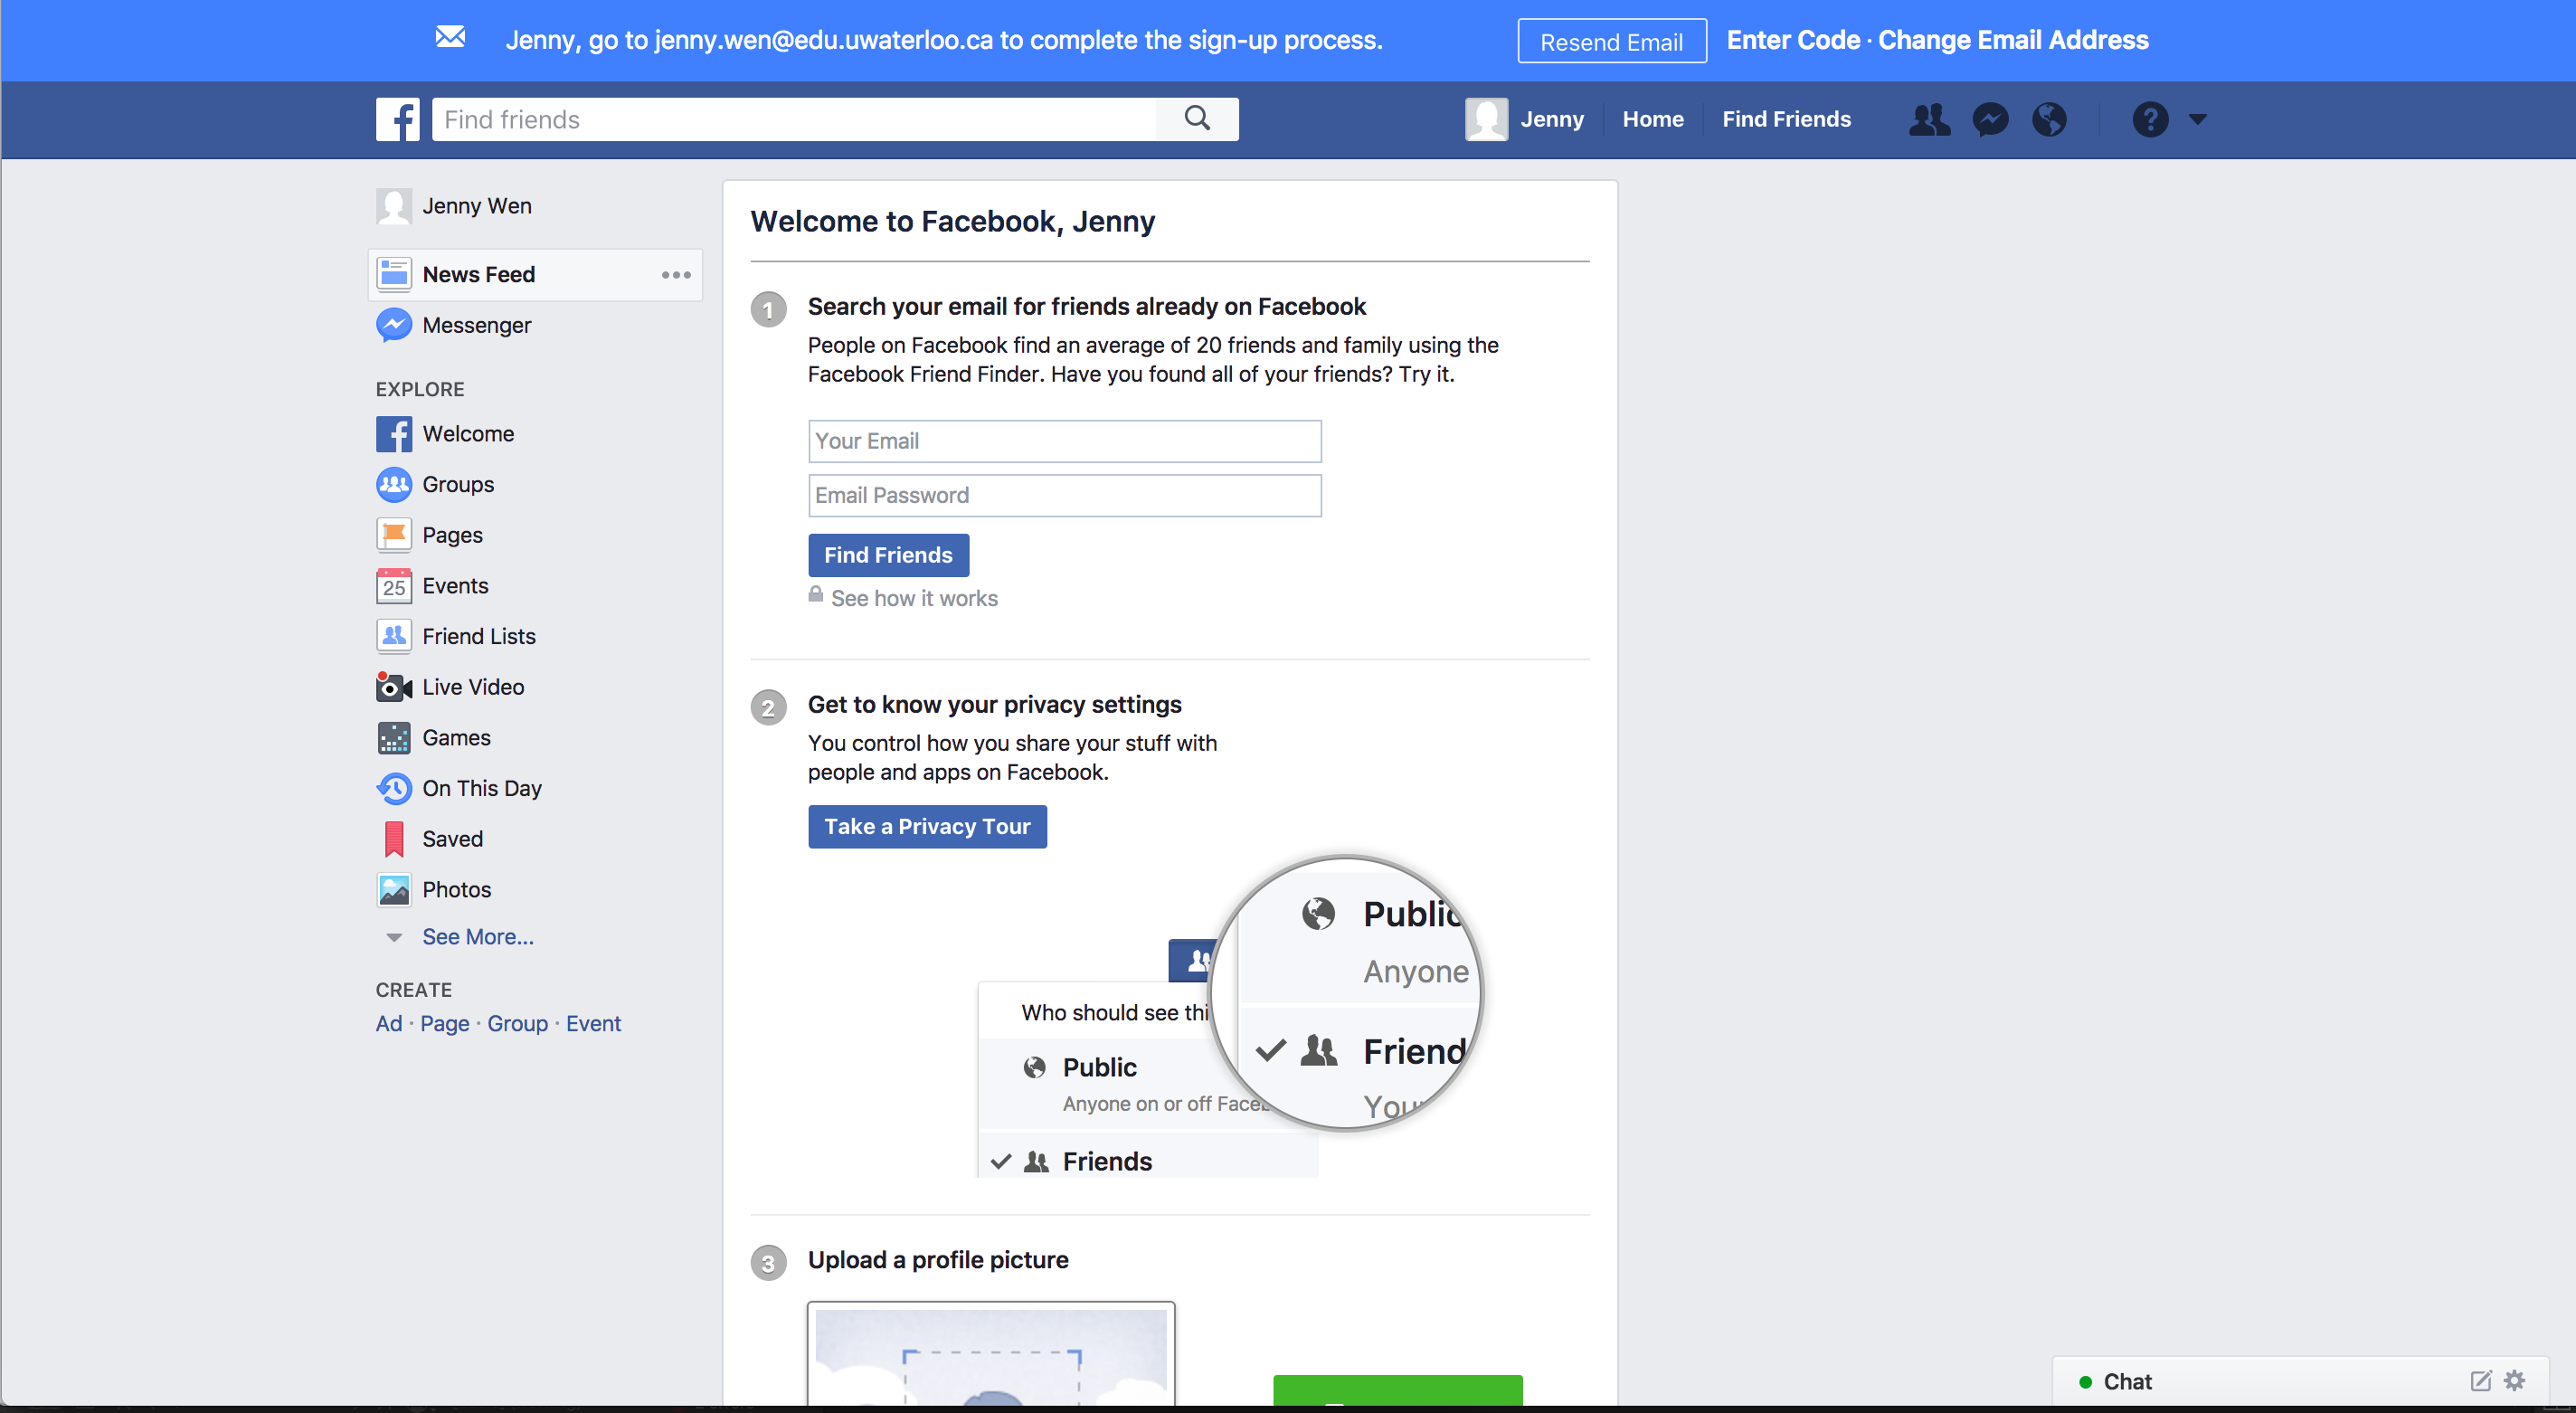 Jenny, go to jenny.wen@edu.uwaterloo.ca to complete the sign-up process.
Resend Email
Enter Code · Change Email Address
Find friends
Jenny
Home
Find Friends
Jenny Wen
News Feed
Messenger
EXPLORE
Welcome
Groups
Pages
25
Events
Friend Lists
Live Video
Games
On This Day
Saved
Photos
See More...
CREATE
Ad · Page · Group · Event
Welcome to Facebook, Jenny
1
Search your email for friends already on Facebook
People on Facebook find an average of 20 friends and family using the
Facebook Friend Finder. Have you found all of your friends? Try it.
Your Email
Email Password
Find Friends
See how it works
2
Get to know your privacy settings
You control how you share your stuff with
people and apps on Facebook.
Take a Privacy Tour
Who should see thi
Public
Anyone on or off Faceb
Friends
Public
Anyone
Friend
You
3
Upload a profile picture
Chat